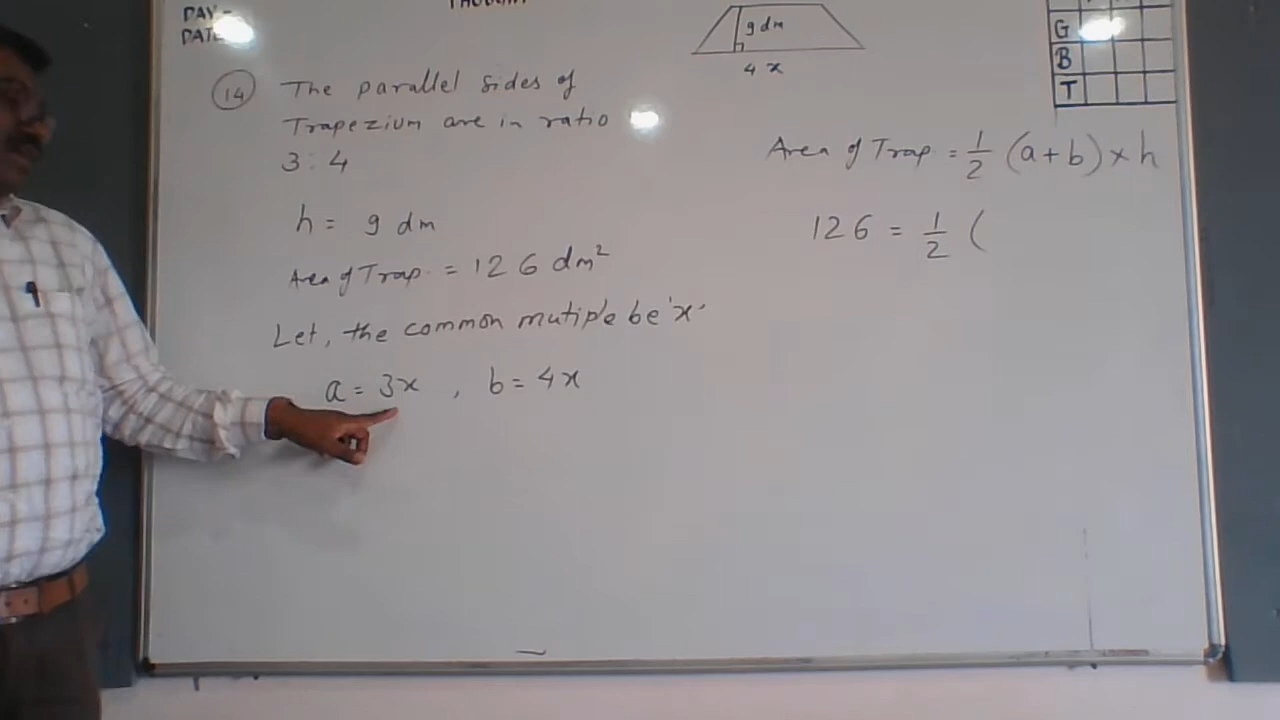 DAY -
9 dm
4 x
G
B
T
14 The parallel sides of
Trapezium are in ratio
3 : 4
h = 9 dm
Area of Trap. = 126 dm²
Let, the common mutiple be 'x'
a = 3x , b = 4x
Area of Trap. = 1/2 (a+b) × h
126 = 1/2 (